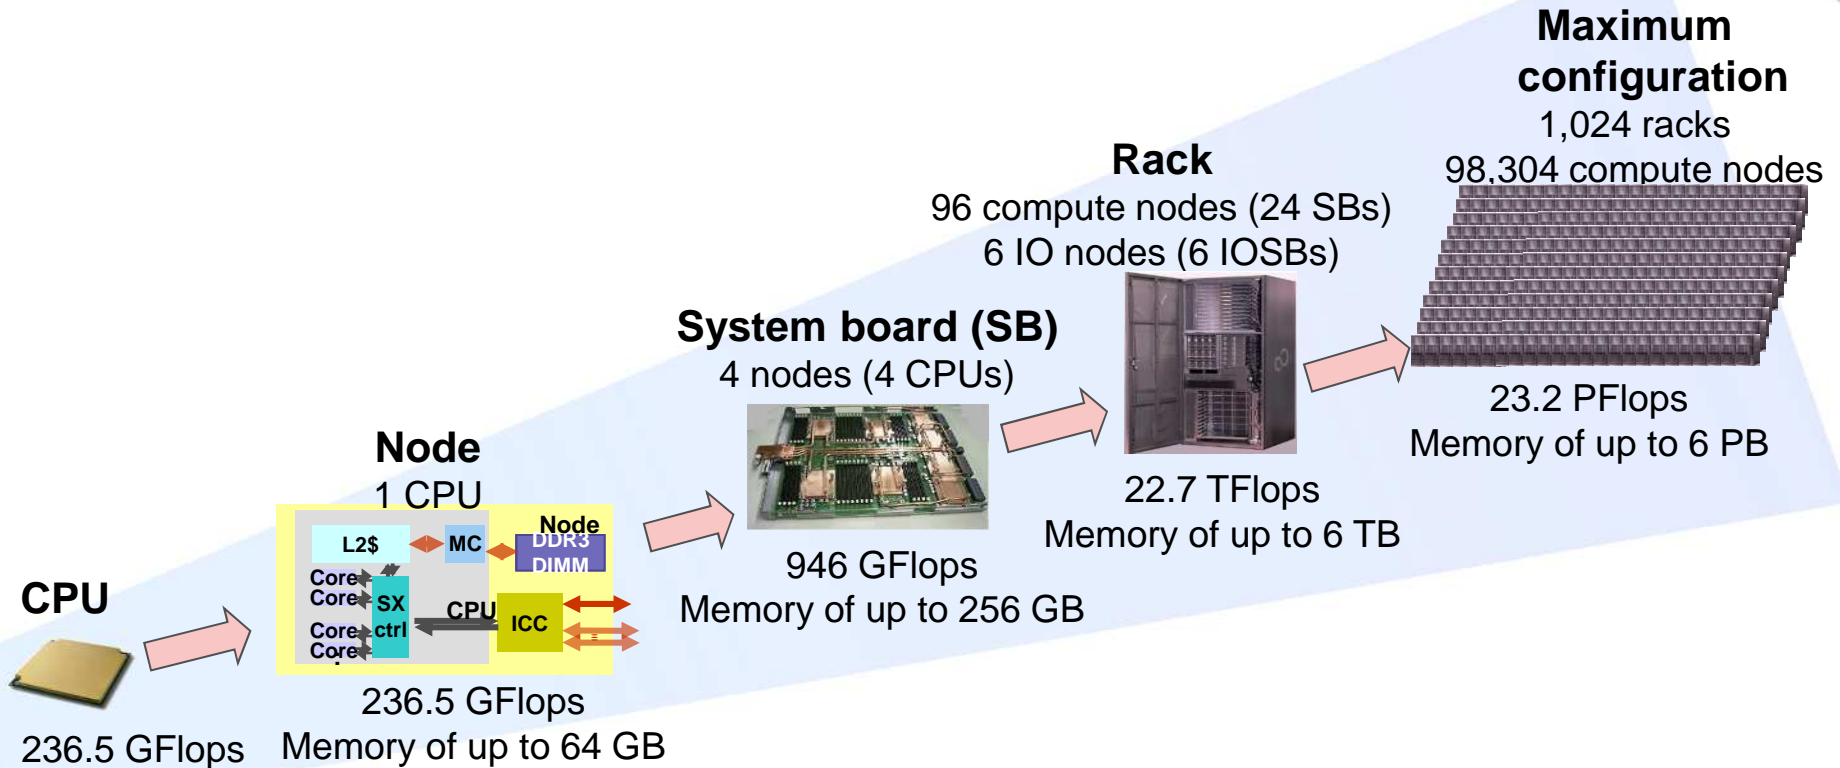 CPU
236.5 GFlops
Node
1 CPU
L2$
MC
Node
DDR3
DIMM
Core
Core
Core
Core
SX
ctrl
CPU
ICC
236.5 GFlops
Memory of up to 64 GB
System board (SB)
4 nodes (4 CPUs)
946 GFlops
Memory of up to 256 GB
Rack
96 compute nodes (24 SBs)
6 IO nodes (6 IOSBs)
22.7 TFlops
Memory of up to 6 TB
Maximum
configuration
1,024 racks
98,304 compute nodes
23.2 PFlops
Memory of up to 6 PB